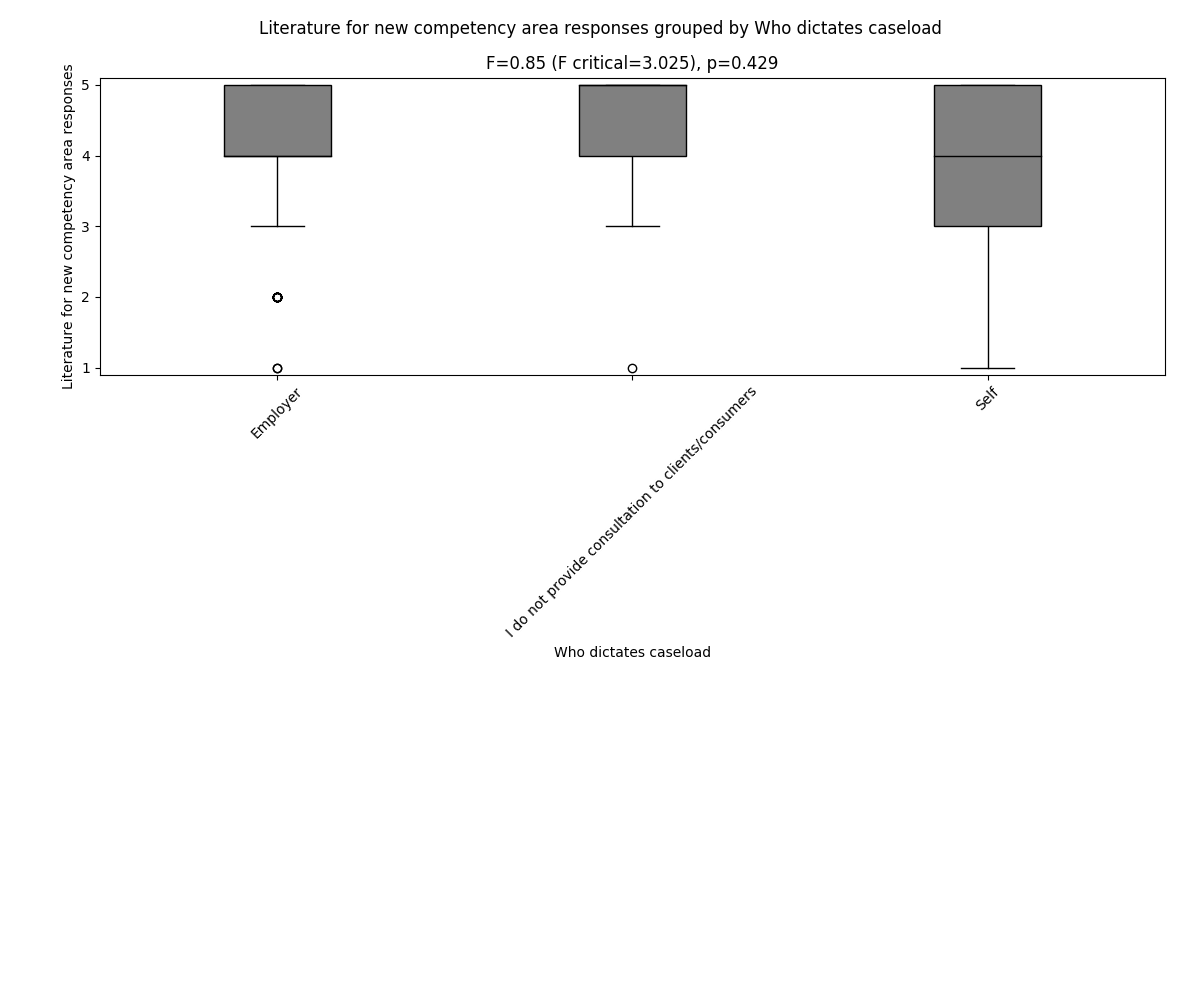 Literature for new competency area responses grouped by Who dictates caseload
F=0.85 (F critical=3.025), p=0.429
Literature for new competency area responses
5
4
3
2
1
Employer
I do not provide consultation to clients/consumers
Self
Who dictates caseload